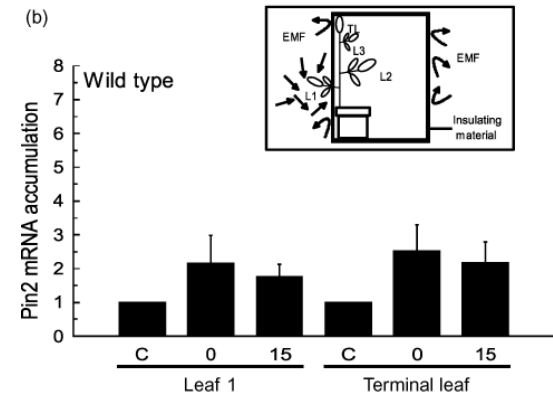 (b)
EMF
TL
L3
L2
L1
EMF
Insulating
material
Wild type
Pin2 mRNA accumulation
8
7
6
5
4
3
2
1
0
C 0 15 C 0 15
Leaf 1 Terminal leaf